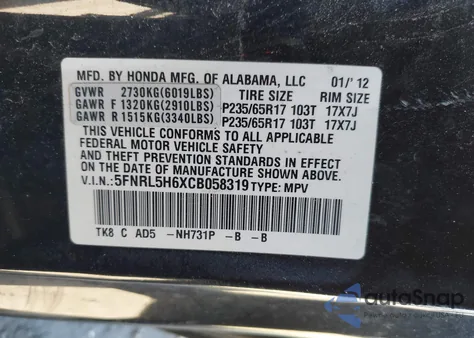 MFD. BY HONDA MFG. OF ALABAMA, LLC 01/'12
GVWR 2730KG(6019LBS) TIRE SIZE RIM SIZE
GAWR F 1320KG(2910LBS) P235/65R17 103T 17X7J
GAWR R 1515KG(3340LBS) P235/65R17 103T 17X7J
THIS VEHICLE CONFORMS TO ALL APPLICABLE
FEDERAL MOTOR VEHICLE SAFETY
AND THEFT PREVENTION STANDARDS
IN EFFECT ON THE DATE OF MANUFACTURE SHOWN ABOVE.
V.I.N: 5FNRL5H6XCB058319 TYPE: MPV
TK8 C AD5 -NH731P -B -B
autoSnap